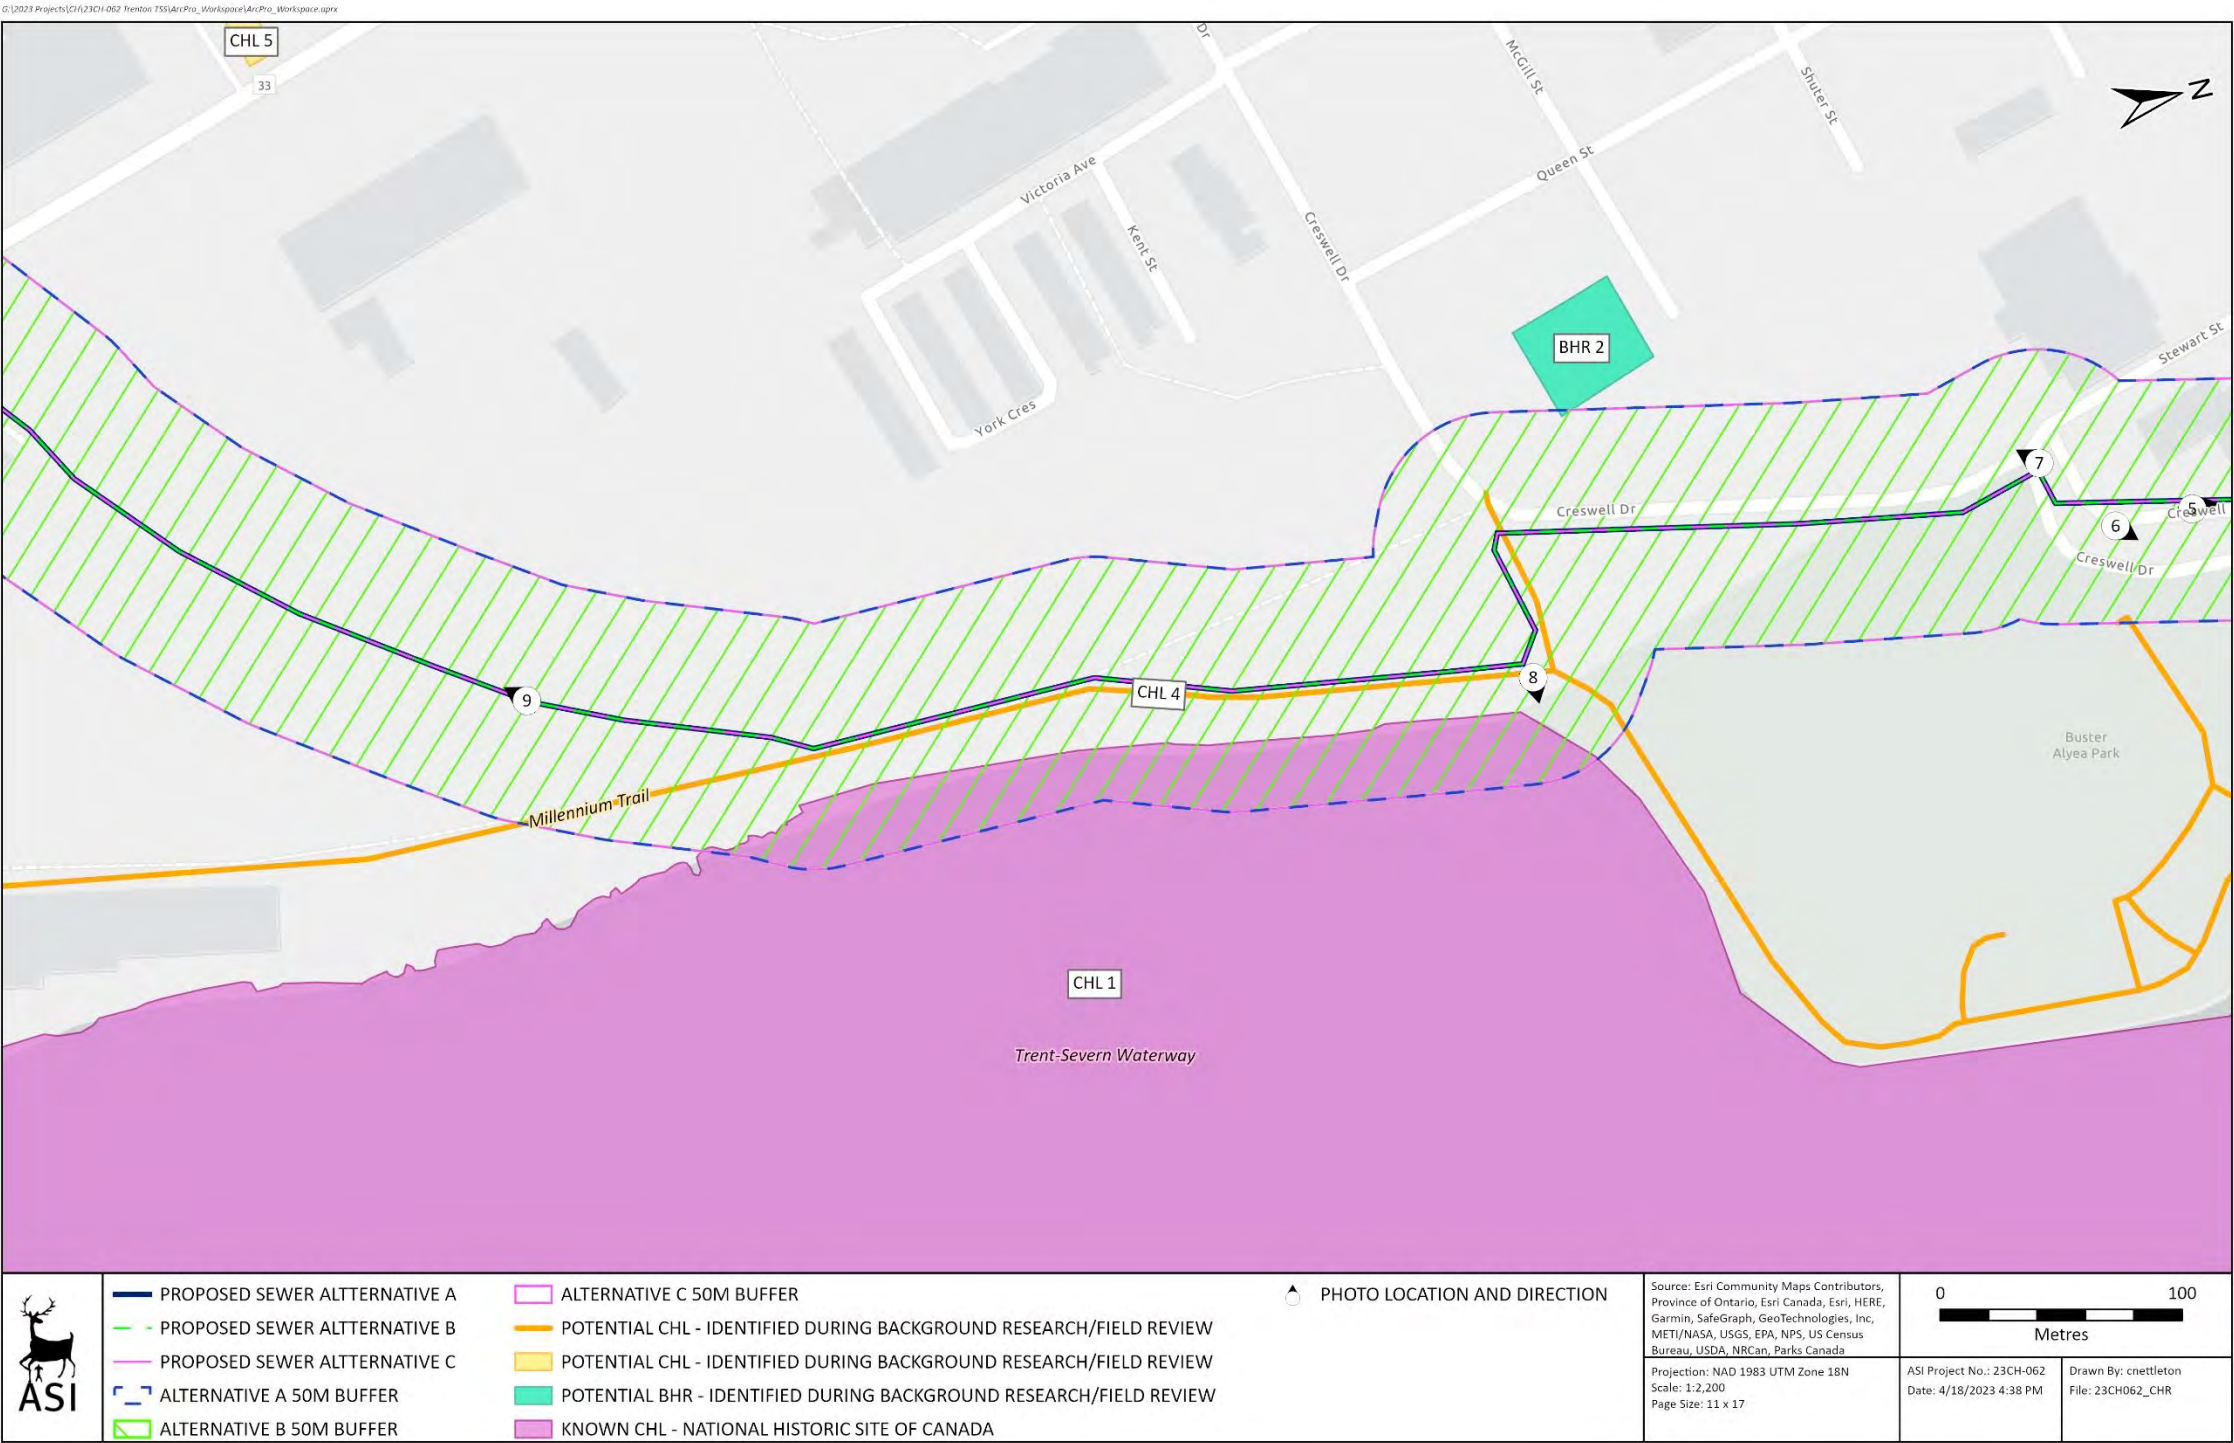 G:\2023 Projects\CH\23CH-062 Trenton TSS\ArcPro_Workspace\ArcPro_Workspace.aprx
CHL 5
33
Dr
McGill St
Shuter St
N
Victoria Ave
Queen St
Kent St
Creswell Dr
BHR 2
Stewart St
York Cres
7
Creswell Dr
5
Creswell
6
Creswell Dr
8
CHL 4
9
Buster
Alyea Park
Millennium Trail
CHL 1
Trent-Severn Waterway
ASI
PROPOSED SEWER ALTTERNATIVE A
PROPOSED SEWER ALTTERNATIVE B
PROPOSED SEWER ALTTERNATIVE C
ALTERNATIVE A 50M BUFFER
ALTERNATIVE B 50M BUFFER
ALTERNATIVE C 50M BUFFER
POTENTIAL CHL - IDENTIFIED DURING BACKGROUND RESEARCH/FIELD REVIEW
POTENTIAL CHL - IDENTIFIED DURING BACKGROUND RESEARCH/FIELD REVIEW
POTENTIAL BHR - IDENTIFIED DURING BACKGROUND RESEARCH/FIELD REVIEW
KNOWN CHL - NATIONAL HISTORIC SITE OF CANADA
PHOTO LOCATION AND DIRECTION
Source: Esri Community Maps Contributors,
Province of Ontario, Esri Canada, Esri, HERE,
Garmin, SafeGraph, GeoTechnologies, Inc,
METI/NASA, USGS, EPA, NPS, US Census
Bureau, USDA, NRCan, Parks Canada
0 100
Metres
Projection: NAD 1983 UTM Zone 18N
Scale: 1:2,200
Page Size: 11 x 17
ASI Project No.: 23CH-062
Date: 4/18/2023 4:38 PM
Drawn By: cnettleton
File: 23CH062_CHR